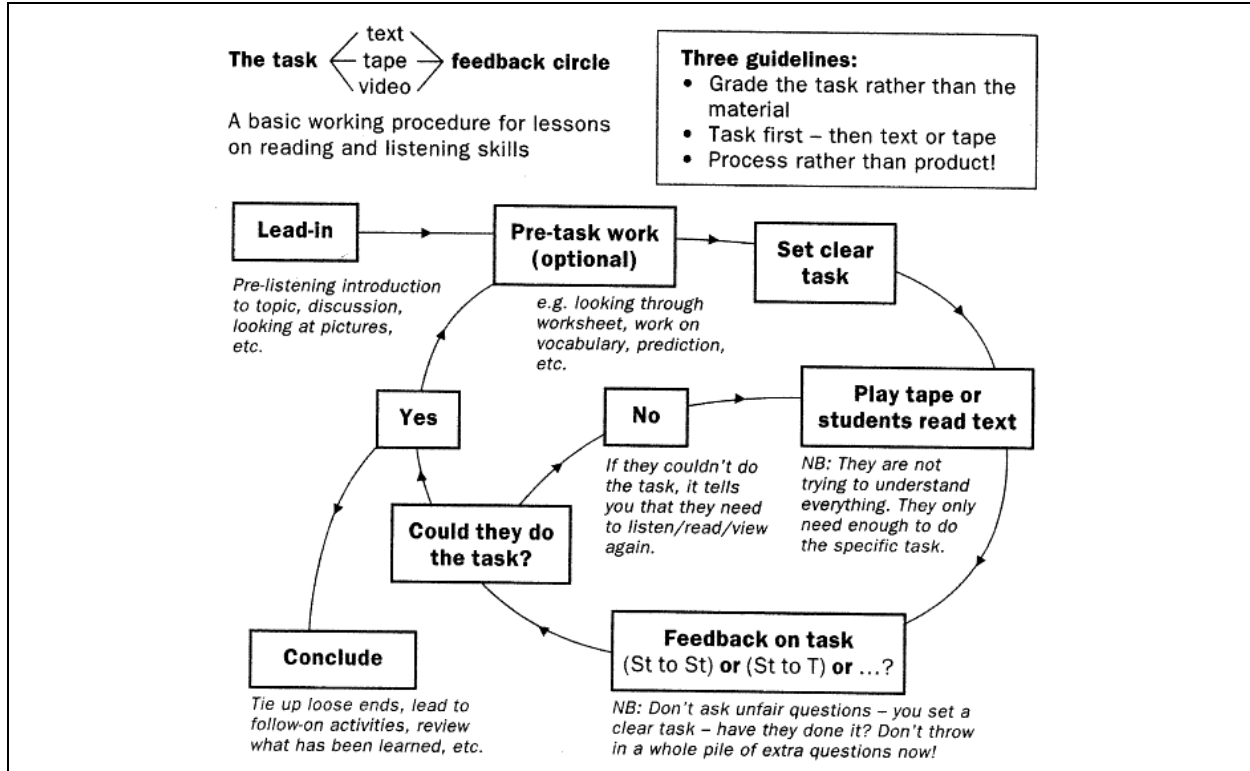 text
The task tape feedback circle
video
A basic working procedure for lessons
on reading and listening skills
Three guidelines:
• Grade the task rather than the
material
• Task first – then text or tape
• Process rather than product!
Lead-in
Pre-listening introduction
to topic, discussion,
looking at pictures,
etc.
Pre-task work
(optional)
e.g. looking through
worksheet, work on
vocabulary, prediction,
etc.
Set clear
task
Play tape or
students read text
NB: They are not
trying to understand
everything. They only
need enough to do
the specific task.
Yes
No
If they couldn't do
the task, it tells
you that they need
to listen/read/view
again.
Could they do
the task?
Feedback on task
(St to St) or (St to T) or ...?
NB: Don't ask unfair questions – you set a
clear task – have they done it? Don't throw
in a whole pile of extra questions now!
Conclude
Tie up loose ends, lead to
follow-on activities, review
what has been learned, etc.